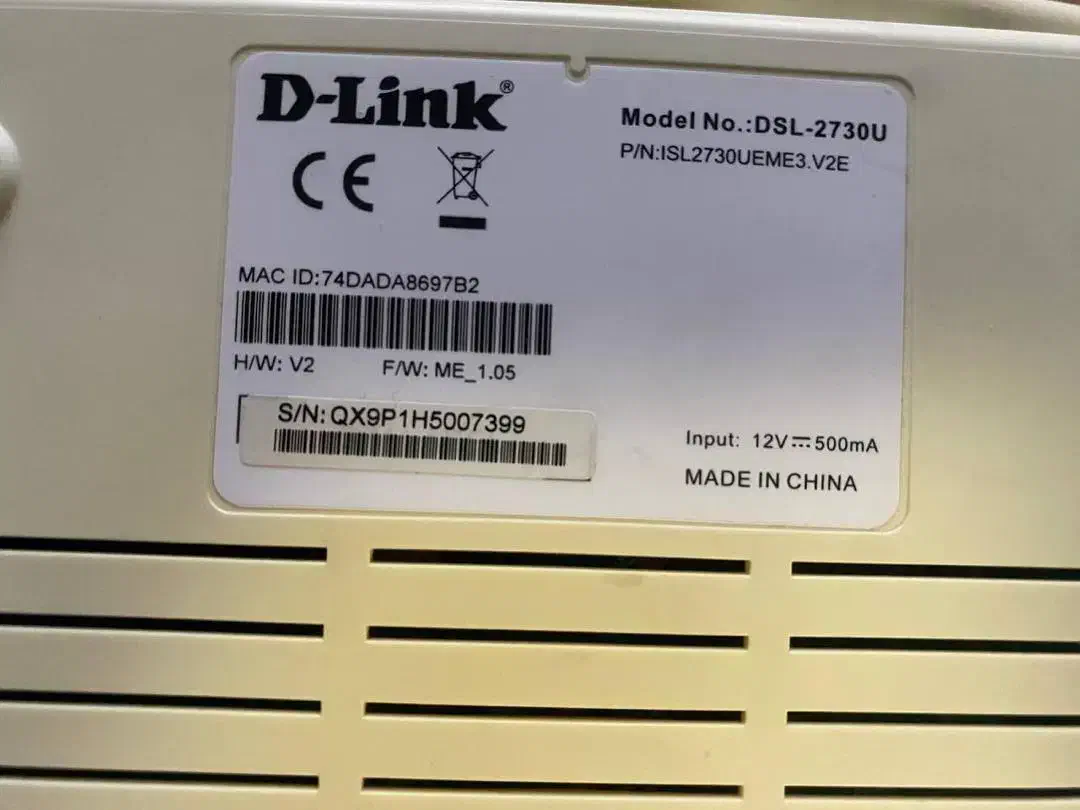 D-Link®
Model No.:DSL-2730U
P/N:ISL2730UEME3.V2E
CE
MAC ID:74DADA8697B2
H/W: V2 F/W: ME_1.05
S/N: QX9P1H5007399
Input: 12V⎓500mA
MADE IN CHINA